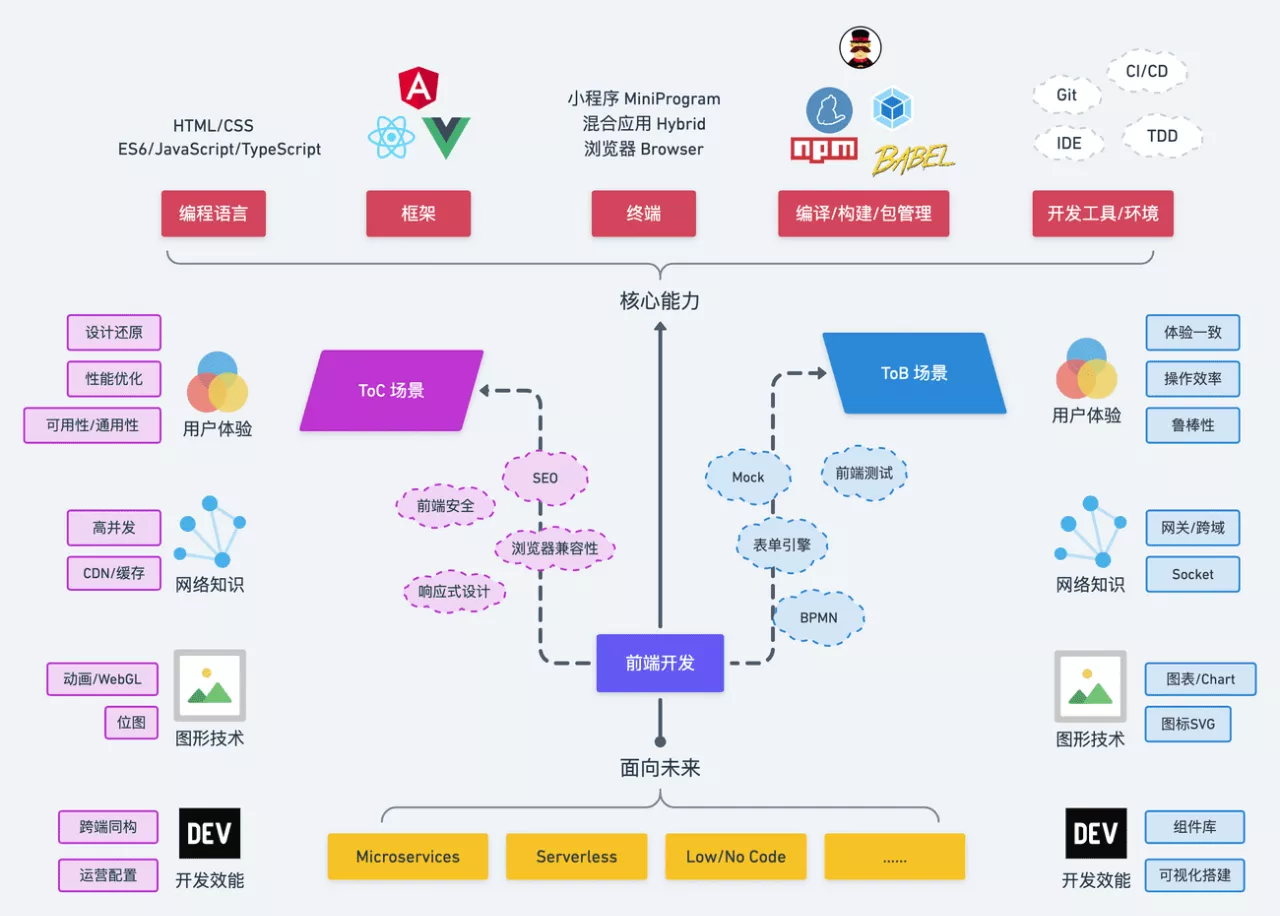 HTML/CSS
ES6/JavaScript/TypeScript
A
小程序 MiniProgram
混合应用 Hybrid
浏览器 Browser
npm
BABEL
Git
CI/CD
IDE
TDD
编程语言
框架
终端
编译/构建/包管理
开发工具/环境
核心能力
设计还原
性能优化
可用性/通用性
用户体验
高并发
CDN/缓存
网络知识
动画/WebGL
位图
图形技术
跨端同构
运营配置
DEV
开发效能
ToC 场景
SEO
前端安全
浏览器兼容性
响应式设计
ToB 场景
Mock
前端测试
表单引擎
BPMN
前端开发
面向未来
Microservices
Serverless
Low/No Code
......
用户体验
体验一致
操作效率
鲁棒性
网络知识
网关/跨域
Socket
图形技术
图表/Chart
图标SVG
DEV
开发效能
组件库
可视化搭建